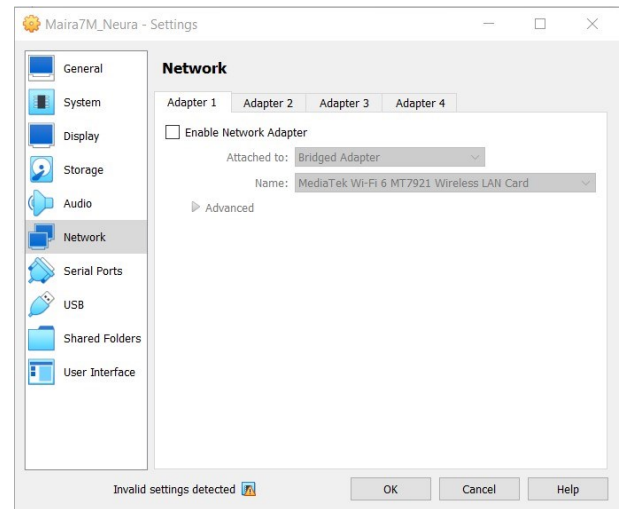 Maira7M_Neura - Settings
General
System
Display
Storage
Audio
Network
Serial Ports
USB
Shared Folders
User Interface
Network
Adapter 1 Adapter 2 Adapter 3 Adapter 4
Enable Network Adapter
Attached to: Bridged Adapter
Name: MediaTek Wi-Fi 6 MT7921 Wireless LAN Card
Advanced
Invalid settings detected OK Cancel Help